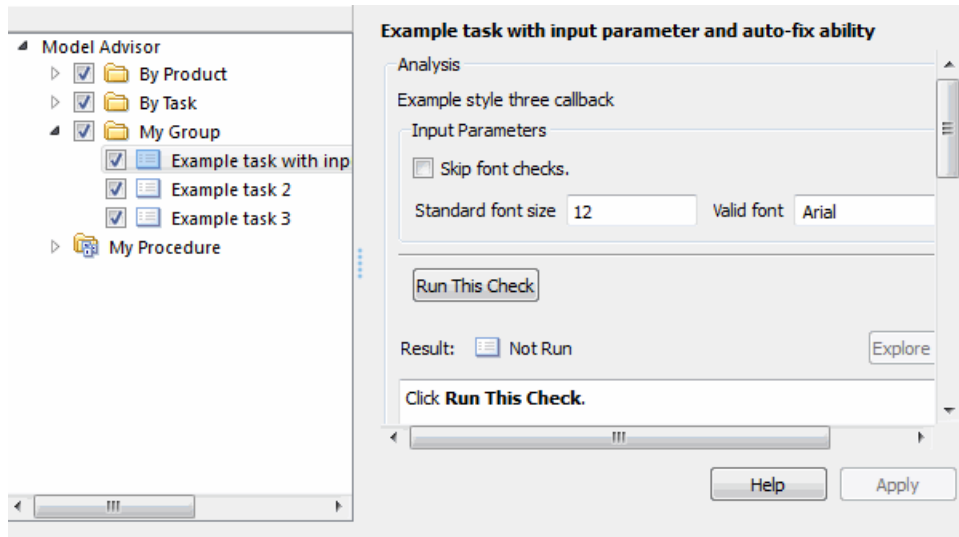 Model Advisor
By Product
By Task
My Group
Example task with inp
Example task 2
Example task 3
My Procedure
Example task with input parameter and auto-fix ability
Analysis
Example style three callback
Input Parameters
Skip font checks.
Standard font size 12 Valid font Arial
Run This Check
Result: Not Run Explore
Click Run This Check.
Help Apply